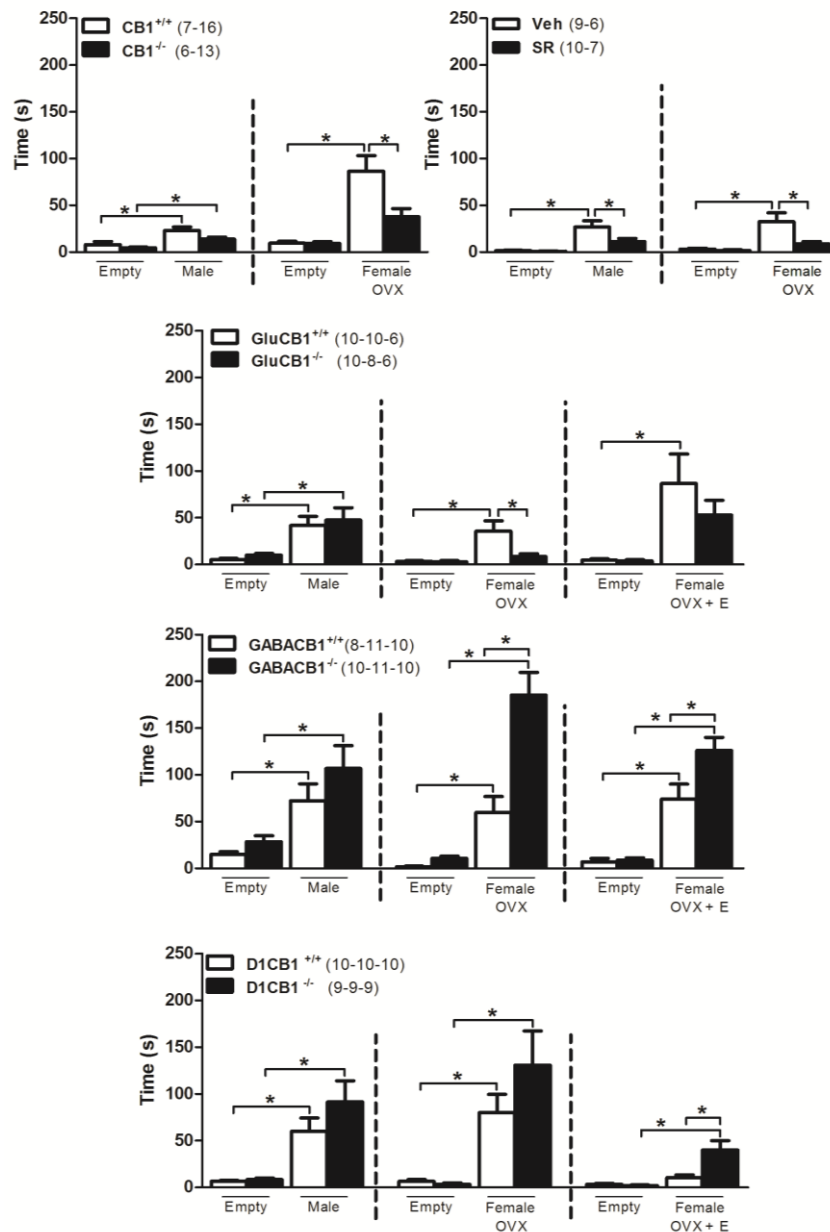 CB1+/+ (7-16)
CB1-/- (6-13)
Time (s)
250
200
150
100
50
0
*
*
*
*
Empty
Male
Empty
Female
OVX
Veh (9-6)
SR (10-7)
Time (s)
250
200
150
100
50
0
*
*
*
*
Empty
Male
Empty
Female
OVX
GluCB1+/+ (10-10-6)
GluCB1-/- (10-8-6)
Time (s)
250
200
150
100
50
0
*
*
*
*
*
Empty
Male
Empty
Female
OVX
Empty
Female
OVX + E
GABACB1+/+(8-11-10)
GABACB1-/- (10-11-10)
Time (s)
250
200
150
100
50
0
*
*
*
*
*
*
*
*
Empty
Male
Empty
Female
OVX
Empty
Female
OVX + E
D1CB1 +/+ (10-10-10)
D1CB1 -/- (9-9-9)
Time (s)
250
200
150
100
50
0
*
*
*
*
*
*
Empty
Male
Empty
Female
OVX
Empty
Female
OVX + E